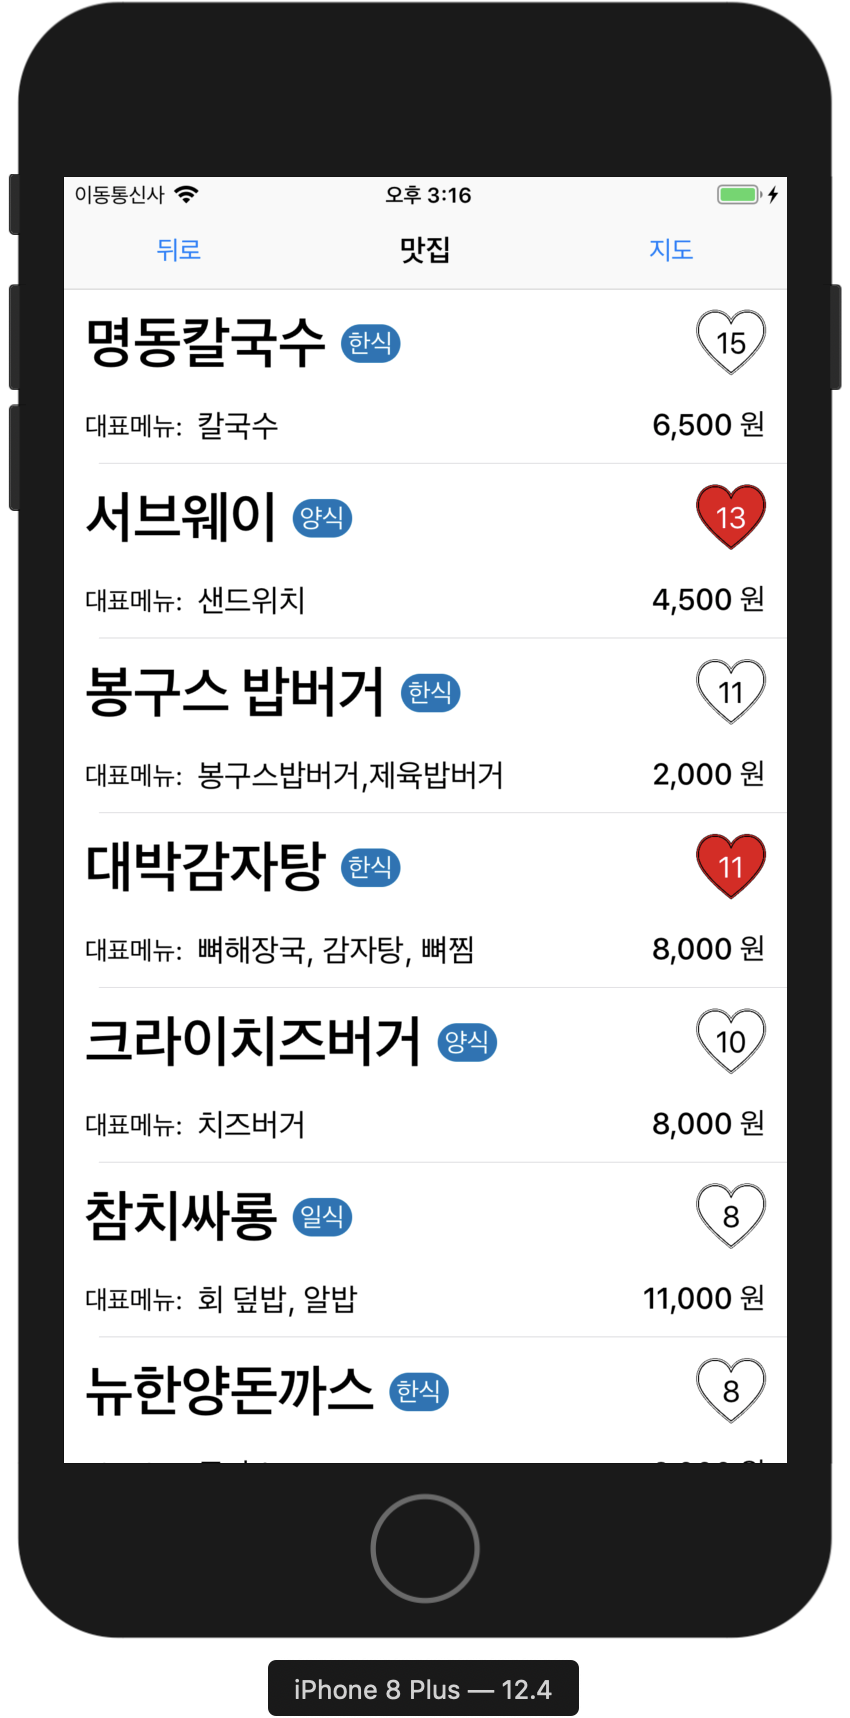 이동통신사 오후 3:16
뒤로 맛집 지도
명동칼국수 한식 15
대표메뉴: 칼국수 6,500 원
서브웨이 양식 13
대표메뉴: 샌드위치 4,500 원
봉구스 밥버거 한식 11
대표메뉴: 봉구스밥버거,제육밥버거 2,000 원
대박감자탕 한식 11
대표메뉴: 뼈해장국, 감자탕, 뼈찜 8,000 원
크라이치즈버거 양식 10
대표메뉴: 치즈버거 8,000 원
참치싸롱 일식 8
대표메뉴: 회 덮밥, 알밥 11,000 원
뉴한양돈까스 한식 8
iPhone 8 Plus — 12.4